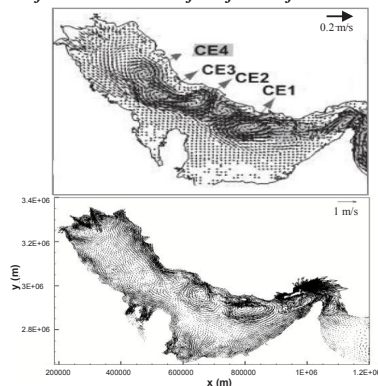 0.2 m/s
CE4
CE3
CE2
CE1
1 m/s
3.4E+06
3.2E+06
3E+06
2.8E+06
y (m)
200000 400000 600000 800000 1E+06 1.2E+0
x (m)